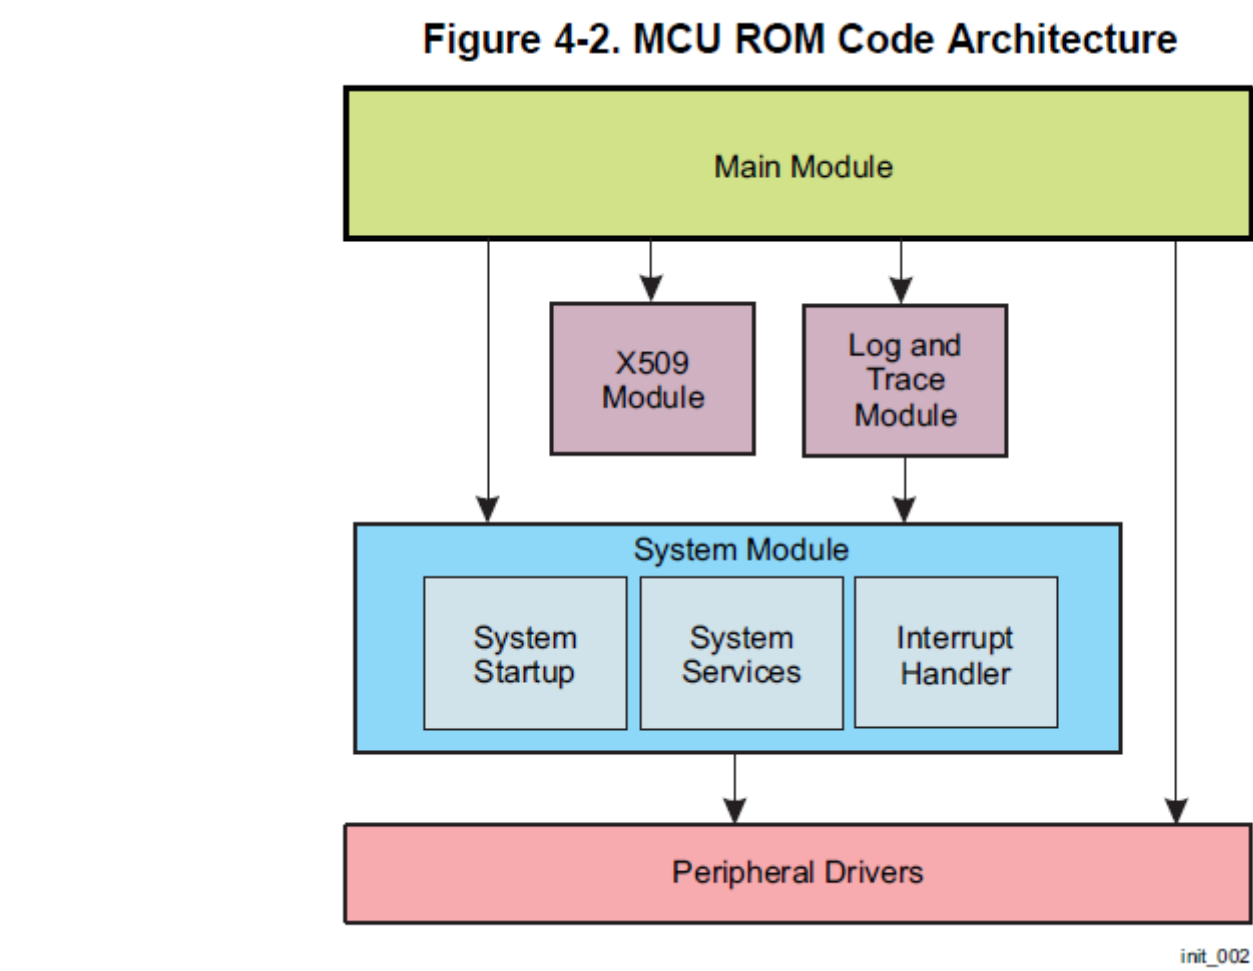 Figure 4-2. MCU ROM Code Architecture
Main Module
X509
Module
Log and
Trace
Module
System Module
System
Startup
System
Services
Interrupt
Handler
Peripheral Drivers
init_002